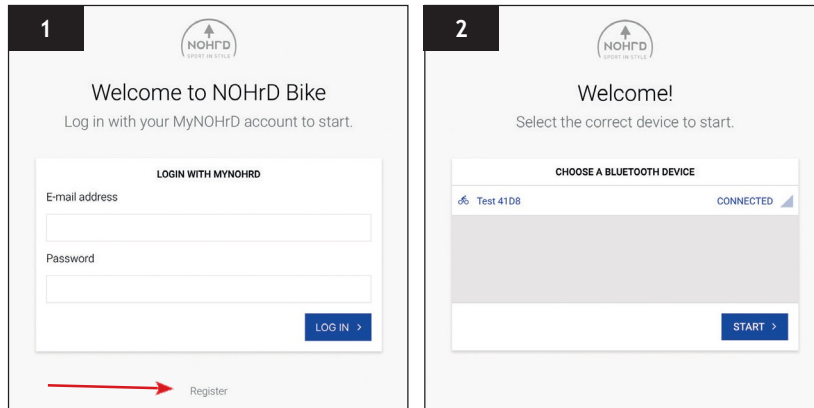 1
NOHrD
SPORT IN STYLE
Welcome to NOHrD Bike
Log in with your MyNOHrD account to start.
LOGIN WITH MYNOHRD
E-mail address
Password
LOG IN >
Register
2
NOHrD
SPORT IN STYLE
Welcome!
Select the correct device to start.
CHOOSE A BLUETOOTH DEVICE
Test 41D8 CONNECTED
START >